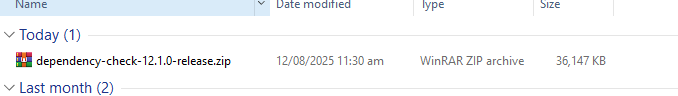 Name Date modified Type Size
Today (1)
dependency-check-12.1.0-release.zip 12/08/2025 11:30 am WinRAR ZIP archive 36,147 KB
Last month (2)